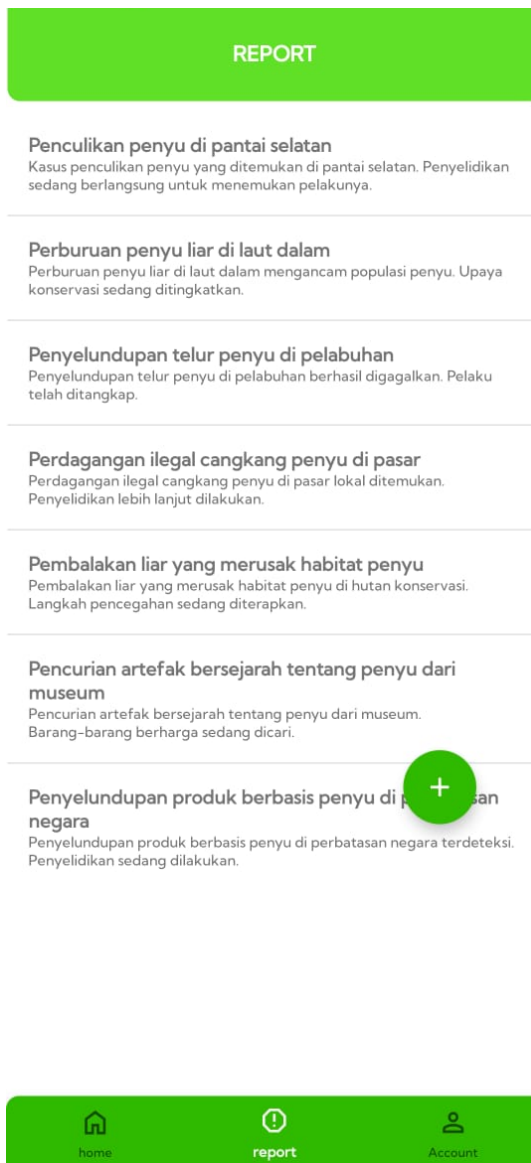 REPORT
Penculikan penyu di pantai selatan
Kasus penculikan penyu yang ditemukan di pantai selatan. Penyelidikan
sedang berlangsung untuk menemukan pelakunya.
Perburuan penyu liar di laut dalam
Perburuan penyu liar di laut dalam mengancam populasi penyu. Upaya
konservasi sedang ditingkatkan.
Penyelundupan telur penyu di pelabuhan
Penyelundupan telur penyu di pelabuhan berhasil digagalkan. Pelaku
telah ditangkap.
Perdagangan ilegal cangkang penyu di pasar
Perdagangan ilegal cangkang penyu di pasar lokal ditemukan.
Penyelidikan lebih lanjut dilakukan.
Pembalakan liar yang merusak habitat penyu
Pembalakan liar yang merusak habitat penyu di hutan konservasi.
Langkah pencegahan sedang diterapkan.
Pencurian artefak bersejarah tentang penyu dari
museum
Pencurian artefak bersejarah tentang penyu dari museum.
Barang-barang berharga sedang dicari.
Penyelundupan produk berbasis penyu di
negara
Penyelundupan produk berbasis penyu di perbatasan negara terdeteksi.
Penyelidikan sedang dilakukan.
home
report
Account